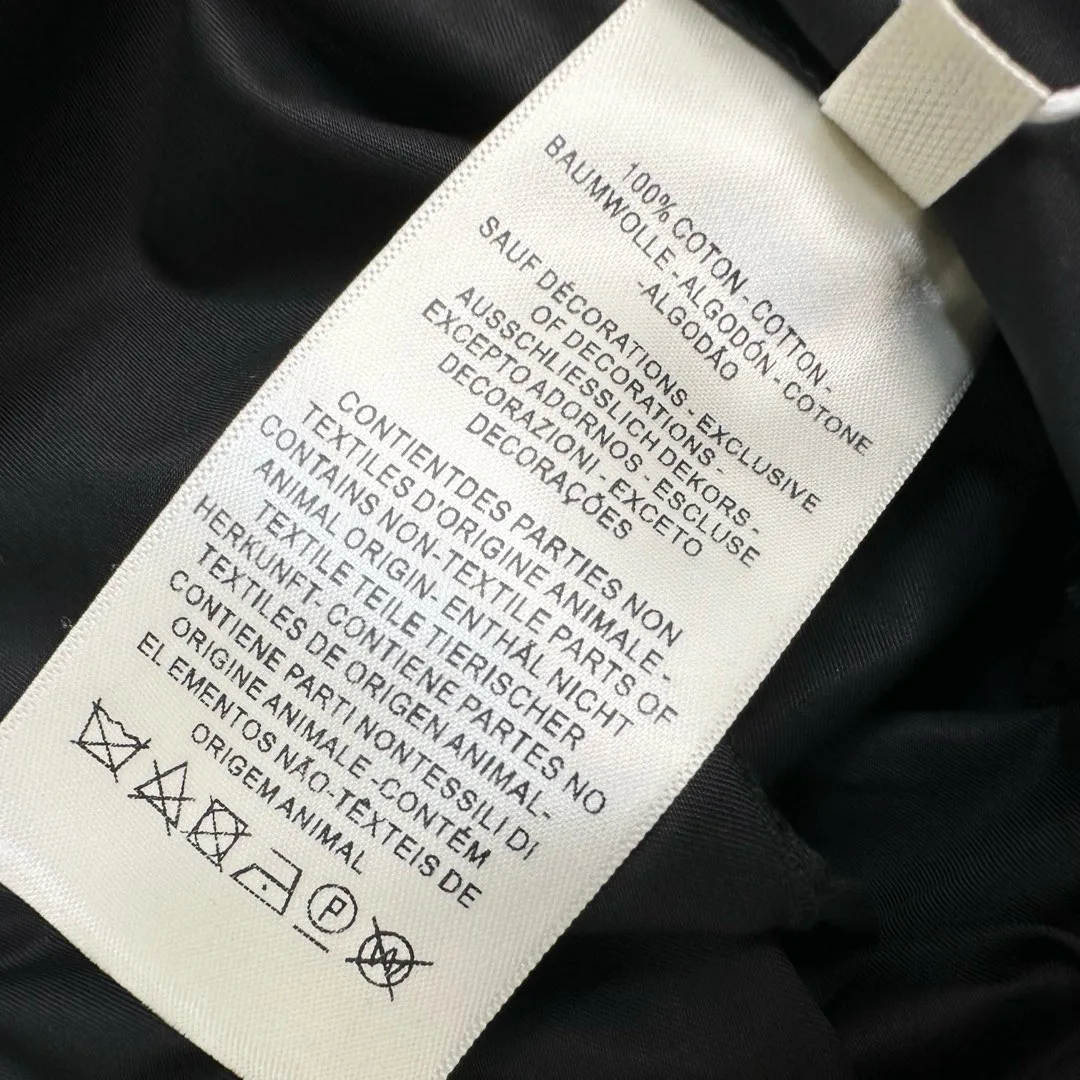 100% COTON - COTTON-
BAUMWOLLE - ALGODÓN - COTONE
-ALGODÃO
SAUF DÉCORATIONS - EXCLUSIVE
OF DECORATIONS -
AUSSCHLIESSLICH DEKORS -
EXCEPTO ADORNOS - ESCLUSE
DECORAZIONI - EXCETO
DECORAÇÕES
CONTIENTDES PARTIES NON
TEXTILES D'ORIGINE ANIMALE-
CONTAINS NON-TEXTILE PARTS OF
ANIMAL ORIGIN- ENTHÄL NICHT
TEXTILE TEILE TIERISCHER
HERKUNFT- CONTIENE PARTES NO
TEXTILES DE ORIGEN ANIMAL-
CONTIENE PARTI NONTESSILI DI
ORIGINE ANIMALE -CONTÉM
ELEMENTOS NÃO-TÊXTEIS DE
ORIGEM ANIMAL
P
W